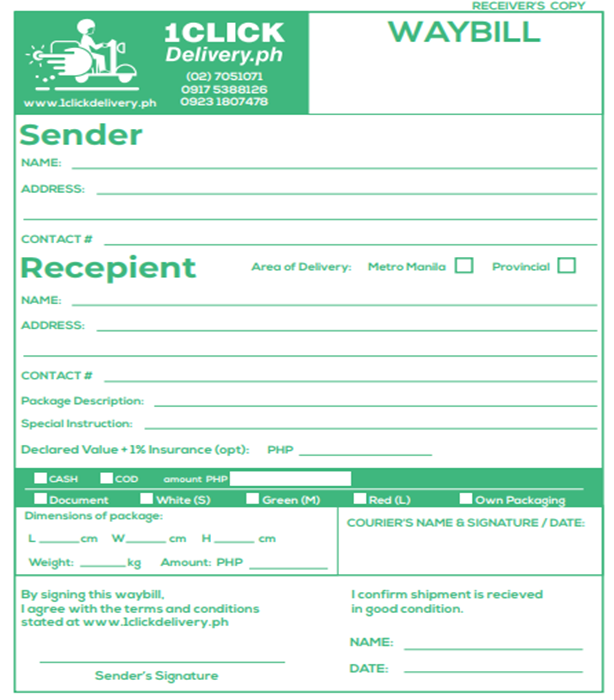 RECEIVER'S COPY
1CLICK
Delivery.ph
(02) 7051071
0917 5388126
0923 1807478
www.1clickdelivery.ph
WAYBILL
Sender
NAME:
ADDRESS:
CONTACT #
Recepient
Area of Delivery: Metro Manila Provincial
NAME:
ADDRESS:
CONTACT #
Package Description:
Special Instruction:
Declared Value + 1% Insurance (opt): PHP
CASH COD amount PHP
Document White (S) Green (M) Red (L) Own Packaging
Dimensions of package:
L cm W cm H cm
Weight: kg Amount: PHP
COURIER'S NAME & SIGNATURE / DATE:
By signing this waybill,
I agree with the terms and conditions
stated at www.1clickdelivery.ph
Sender's Signature
I confirm shipment is recieved
in good condition.
NAME:
DATE: